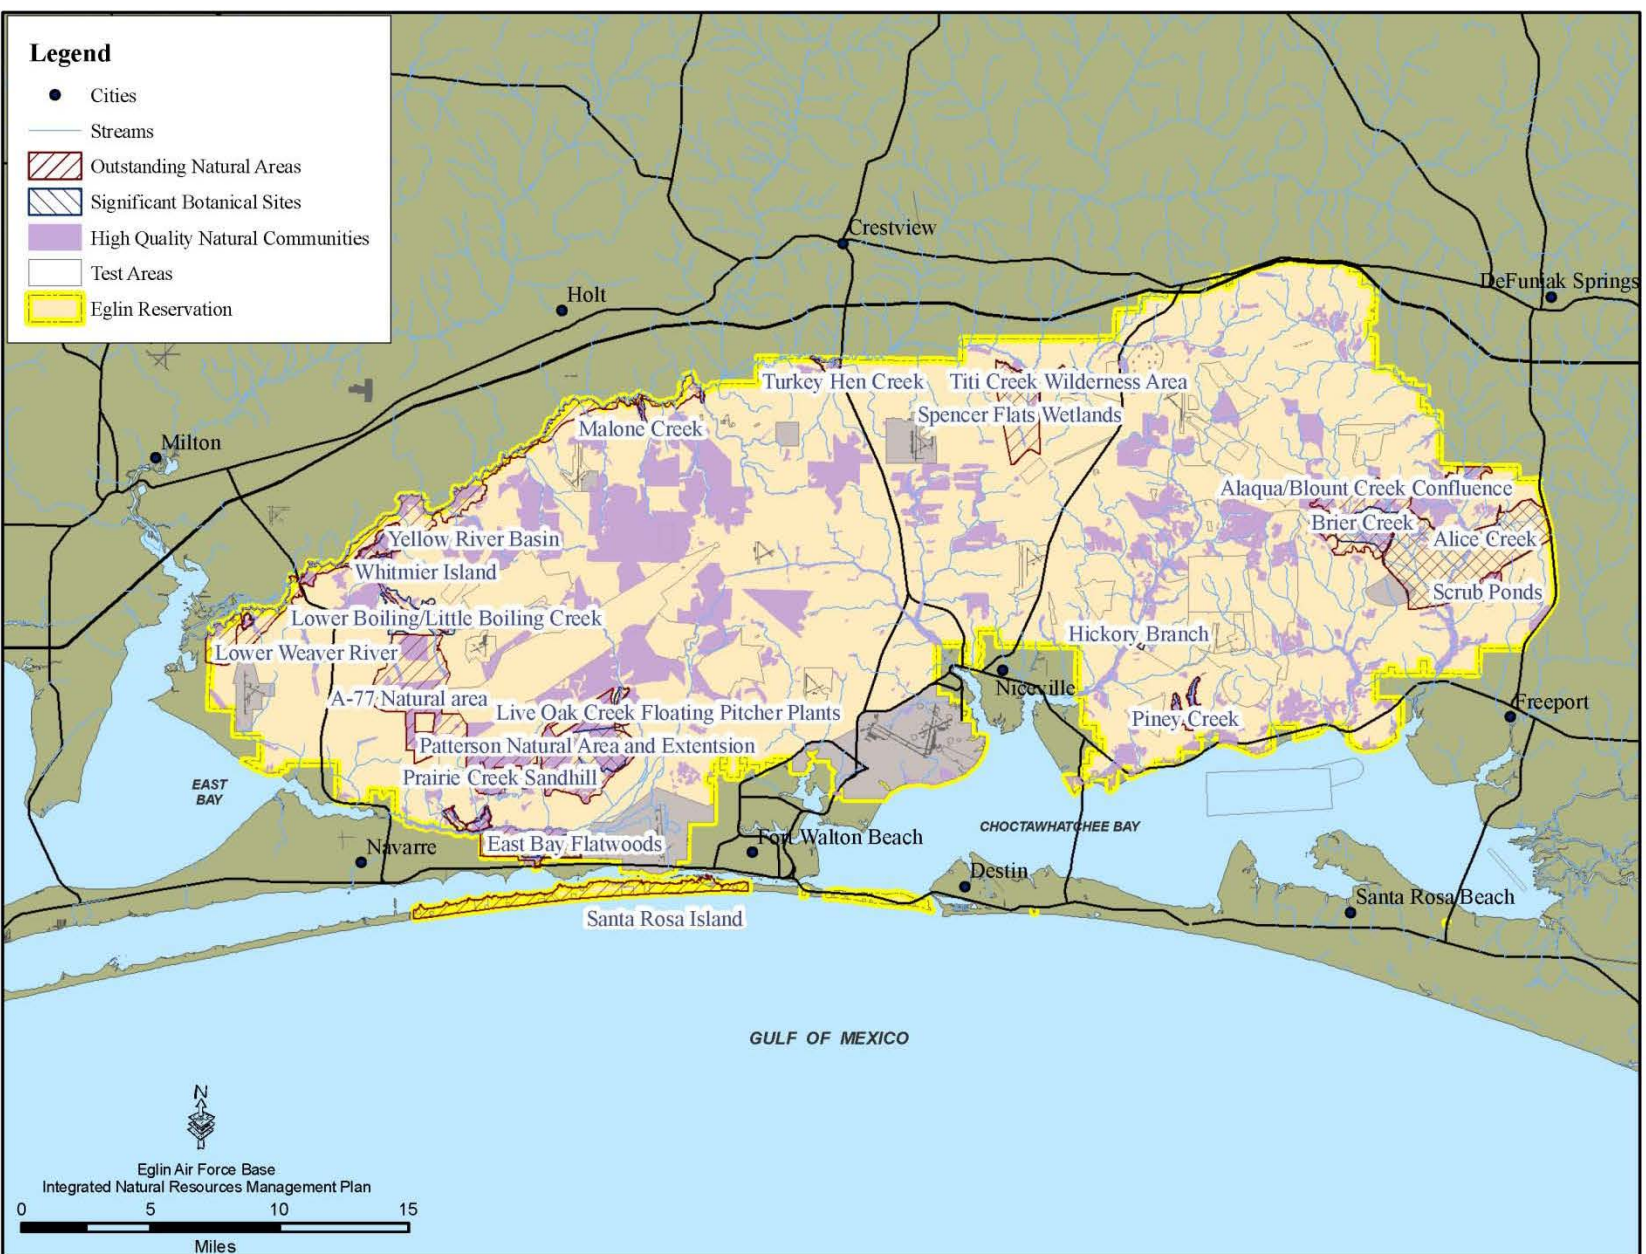 Legend
Cities
Streams
Outstanding Natural Areas
Significant Botanical Sites
High Quality Natural Communities
Test Areas
Eglin Reservation
Crestview
DeFuniak Springs
Holt
Turkey Hen Creek
Titi Creek Wilderness Area
Spencer Flats Wetlands
Malone Creek
Milton
Alaqua/Blount Creek Confluence
Brier Creek
Alice Creek
Yellow River Basin
Whitmier Island
Scrub Ponds
Lower Boiling/Little Boiling Creek
Hickory Branch
Lower Weaver River
Niceville
A-77 Natural area
Freeport
Live Oak Creek Floating Pitcher Plants
Piney Creek
Patterson Natural Area and Extentsion
Prairie Creek Sandhill
EAST
BAY
CHOCTAWHATCHEE BAY
Fort Walton Beach
Navarre
East Bay Flatwoods
Destin
Santa Rosa Beach
Santa Rosa Island
GULF OF MEXICO
N
Eglin Air Force Base
Integrated Natural Resources Management Plan
0 5 10 15
Miles